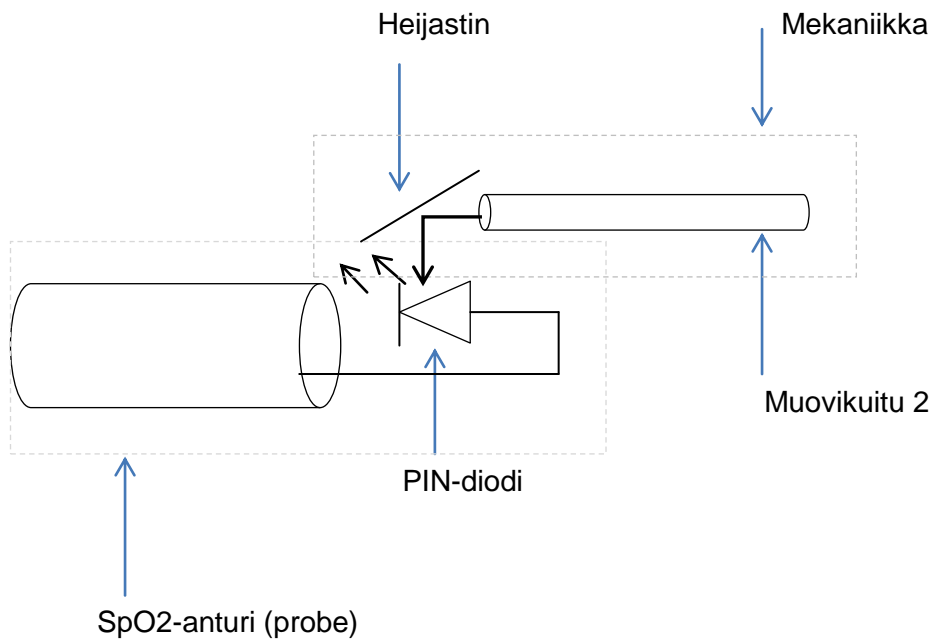 Heijastin
Mekaniikka
Muovikuitu 2
PIN-diodi
SpO2-anturi (probe)